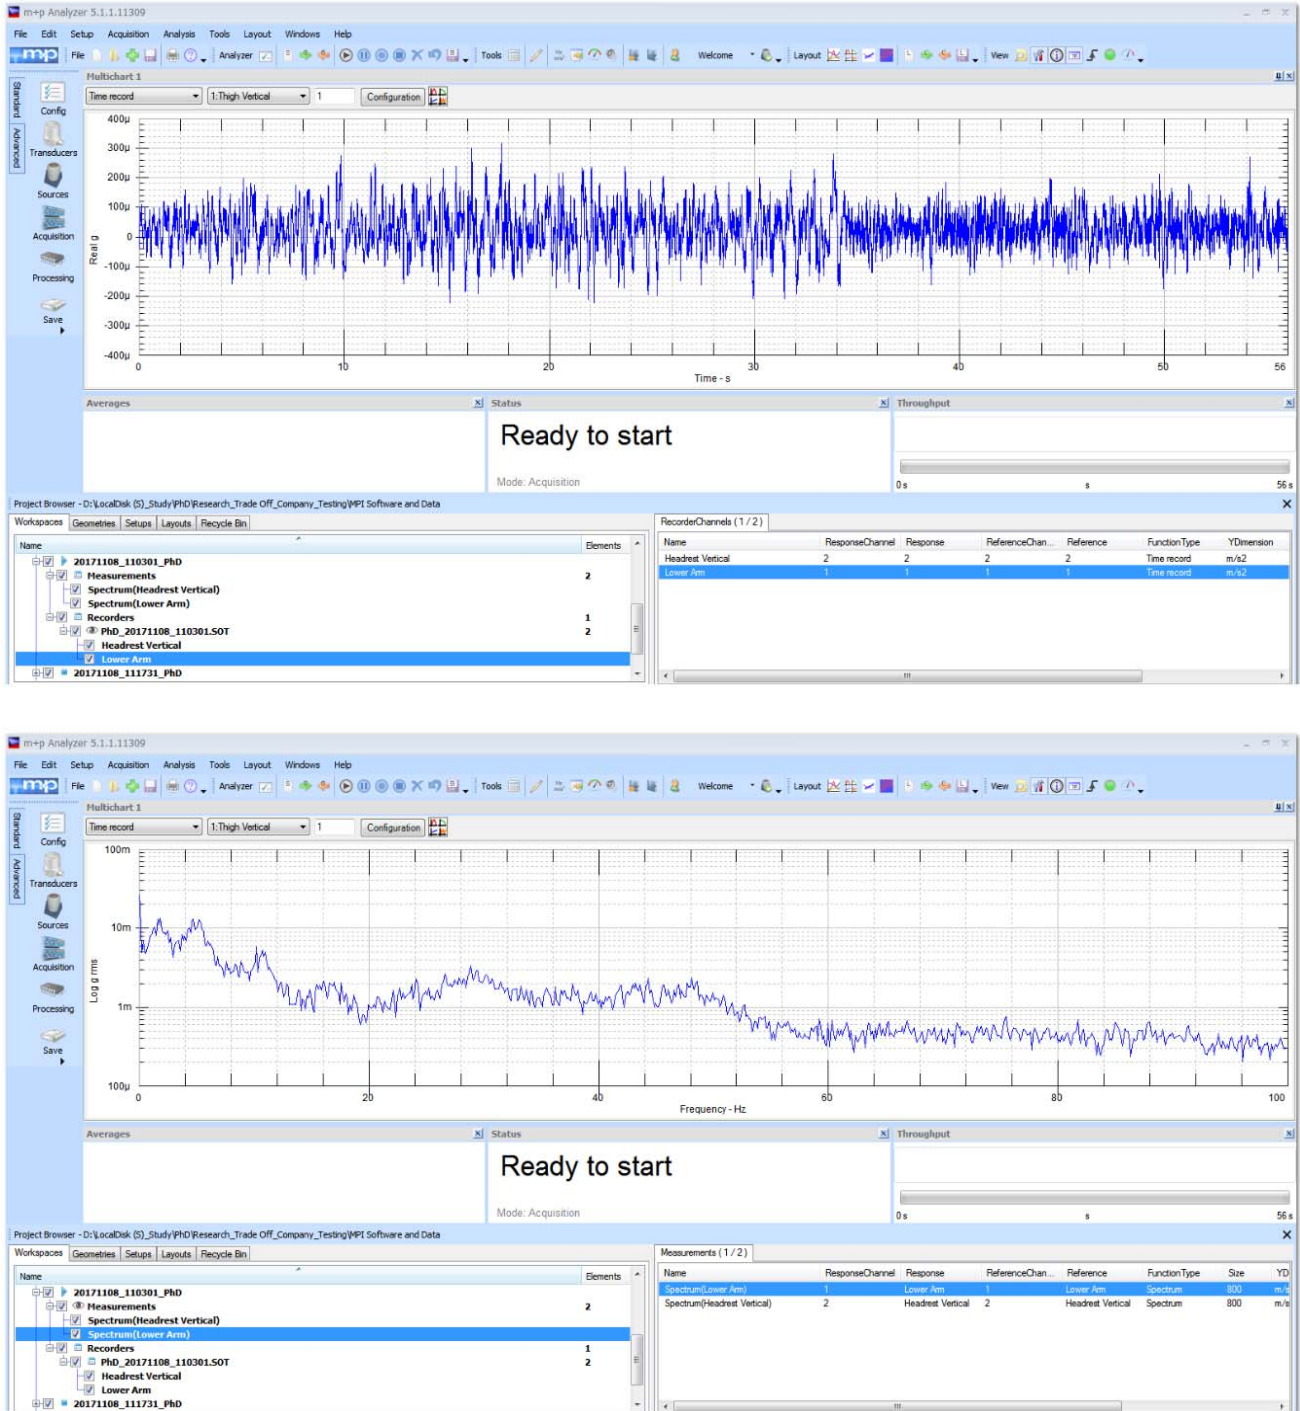 m+p Analyzer 5.1.1.11309
File Edit Setup Acquisition Analysis Tools Layout Windows Help
m+p File Analyzer Tools Welcome Layout View
Multichart 1
Standard
Advanced
Time record 1:Thigh Vertical 1 Configuration
Config
Transducers
Sources
Acquisition
Processing
Save
400µ
300µ
200µ
100µ
0
-100µ
-200µ
-300µ
-400µ
Real g
0 10 20 30 40 50 56
Time - s
Averages Status Throughput
Ready to start
Mode: Acquisition
0 s s 56 s
Project Browser - D:\LocalDisk (S)_Study\PhD\Research_Trade Off_Company_Testing\MPI Software and Data
Workspaces Geometries Setups Layouts Recycle Bin
RecorderChannels ( 1 / 2 )
Name Elements
Name ResponseChannel Response ReferenceChan... Reference FunctionType YDimension
20171108_110301_PhD
Headrest Vertical 2 2 2 2 Time record m/s2
Measurements 2
Lower Arm 1 1 1 1 Time record m/s2
Spectrum(Headrest Vertical)
Spectrum(Lower Arm)
Recorders 1
PhD_20171108_110301.SOT 2
Headrest Vertical
Lower Arm
20171108_111731_PhD
m+p Analyzer 5.1.1.11309
File Edit Setup Acquisition Analysis Tools Layout Windows Help
m+p File Analyzer Tools Welcome Layout View
Multichart 1
Standard
Advanced
Time record 1:Thigh Vertical 1 Configuration
Config
Transducers
Sources
Acquisition
Processing
Save
100m
10m
1m
100µ
Log g rms
0 20 40 60 80 100
Frequency - Hz
Averages Status Throughput
Ready to start
Mode: Acquisition
0 s s 56 s
Project Browser - D:\LocalDisk (S)_Study\PhD\Research_Trade Off_Company_Testing\MPI Software and Data
Workspaces Geometries Setups Layouts Recycle Bin
Measurements ( 1 / 2 )
Name Elements
Name ResponseChannel Response ReferenceChan... Reference FunctionType Size YD
20171108_110301_PhD
Spectrum(Lower Arm) 1 Lower Arm 1 Lower Arm Spectrum 800 m/s
Measurements 2
Spectrum(Headrest Vertical) 2 Headrest Vertical 2 Headrest Vertical Spectrum 800 m/s
Spectrum(Headrest Vertical)
Spectrum(Lower Arm)
Recorders 1
PhD_20171108_110301.SOT 2
Headrest Vertical
Lower Arm
20171108_111731_PhD